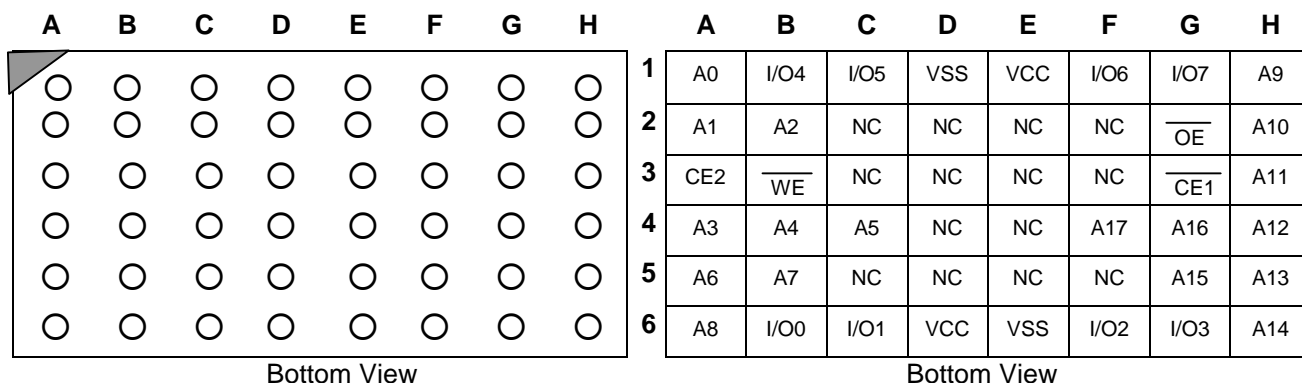 A B C D E F G H A B C D E F G H
1 A0 I/O4 I/O5 VSS VCC I/O6 I/O7 A9
2 A1 A2 NC NC NC NC OE A10
3 CE2 WE NC NC NC NC CE1 A11
4 A3 A4 A5 NC NC A17 A16 A12
5 A6 A7 NC NC NC NC A15 A13
6 A8 I/O0 I/O1 VCC VSS I/O2 I/O3 A14
Bottom View Bottom View